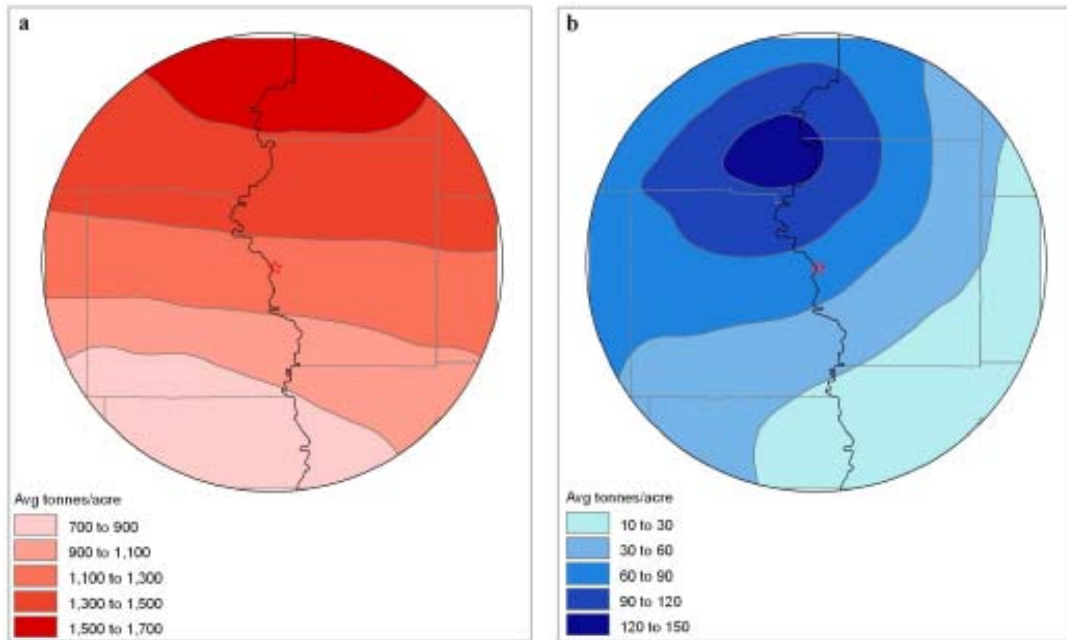 a
Avg tonnes/acre
700 to 900
900 to 1,100
1,100 to 1,300
1,300 to 1,500
1,500 to 1,700
b
Avg tonnes/acre
10 to 30
30 to 60
60 to 90
90 to 120
120 to 150